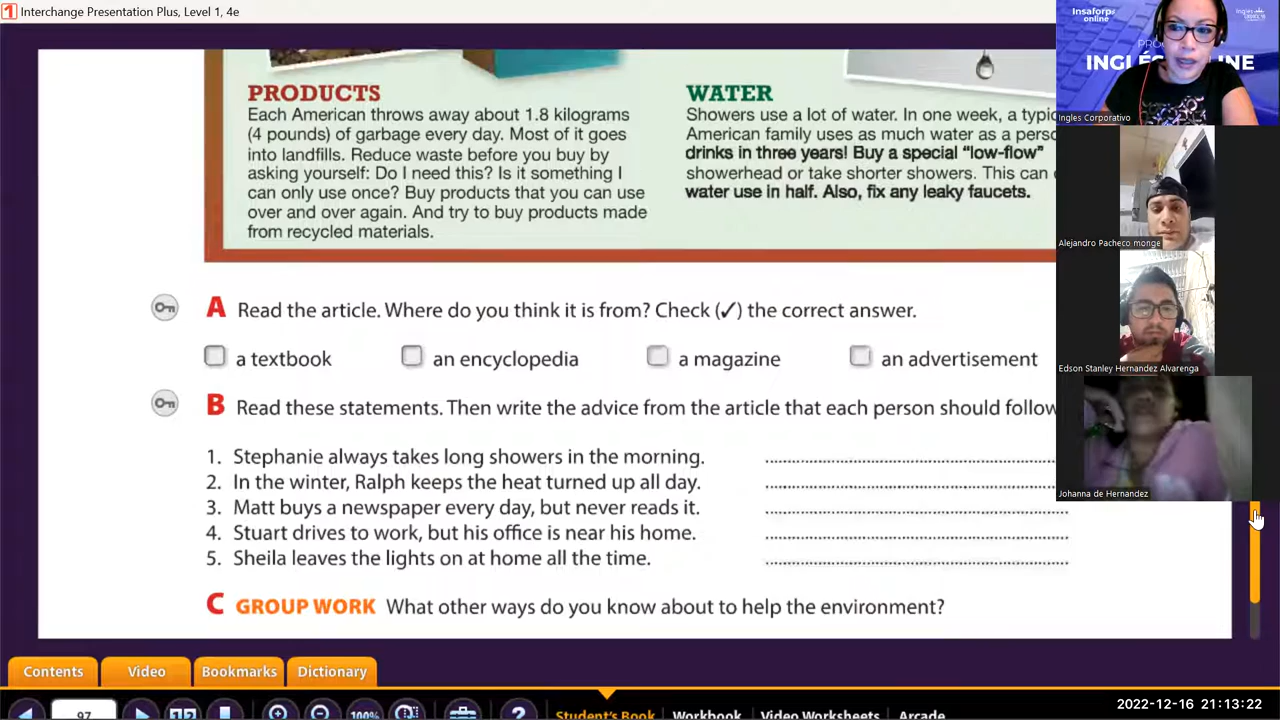 Interchange Presentation Plus, Level 1, 4e
PRODUCTS
Each American throws away about 1.8 kilograms
(4 pounds) of garbage every day. Most of it goes
into landfills. Reduce waste before you buy by
asking yourself: Do I need this? Is it something I
can only use once? Buy products that you can use
over and over again. And try to buy products made
from recycled materials.
WATER
Showers use a lot of water. In one week, a
American family uses as much water as a
drinks in three years! Buy a special “low-flow”
showerhead or take shorter showers. This can
water use in half. Also, fix any leaky faucets.
A Read the article. Where do you think it is from? Check (✓) the correct answer.
a textbook an encyclopedia a magazine an advertisement
B Read these statements. Then write the advice from the article that each person should follow
1. Stephanie always takes long showers in the morning.
2. In the winter, Ralph keeps the heat turned up all day.
3. Matt buys a newspaper every day, but never reads it.
4. Stuart drives to work, but his office is near his home.
5. Sheila leaves the lights on at home all the time.
C GROUP WORK What other ways do you know about to help the environment?
Contents Video Bookmarks Dictionary
97 100% ? Student's Book Workbook Video Worksheets Arcade
Insaforp
online
INGLÉS ONLINE
Ingles Corporativo
Alejandro Pacheco monge
Edson Stanley Hernandez Alvarenga
Johanna de Hernandez
2022-12-16 21:13:22